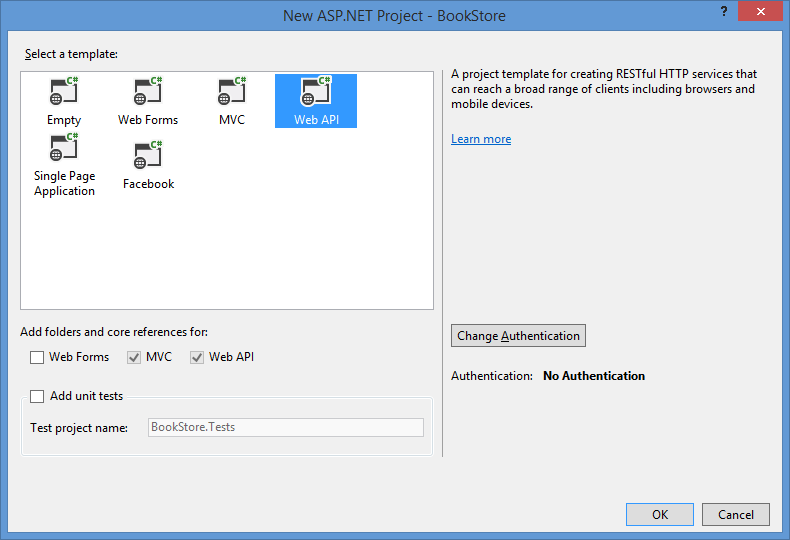 New ASP.NET Project - BookStore
?
Select a template:
C# C# C# C#
Empty Web Forms MVC Web API
C# C#
Single Page
Application
Facebook
A project template for creating RESTful HTTP services that
can reach a broad range of clients including browsers and
mobile devices.
Learn more
Add folders and core references for:
Web Forms MVC Web API
Add unit tests
Test project name: BookStore.Tests
Change Authentication
Authentication: No Authentication
OK Cancel